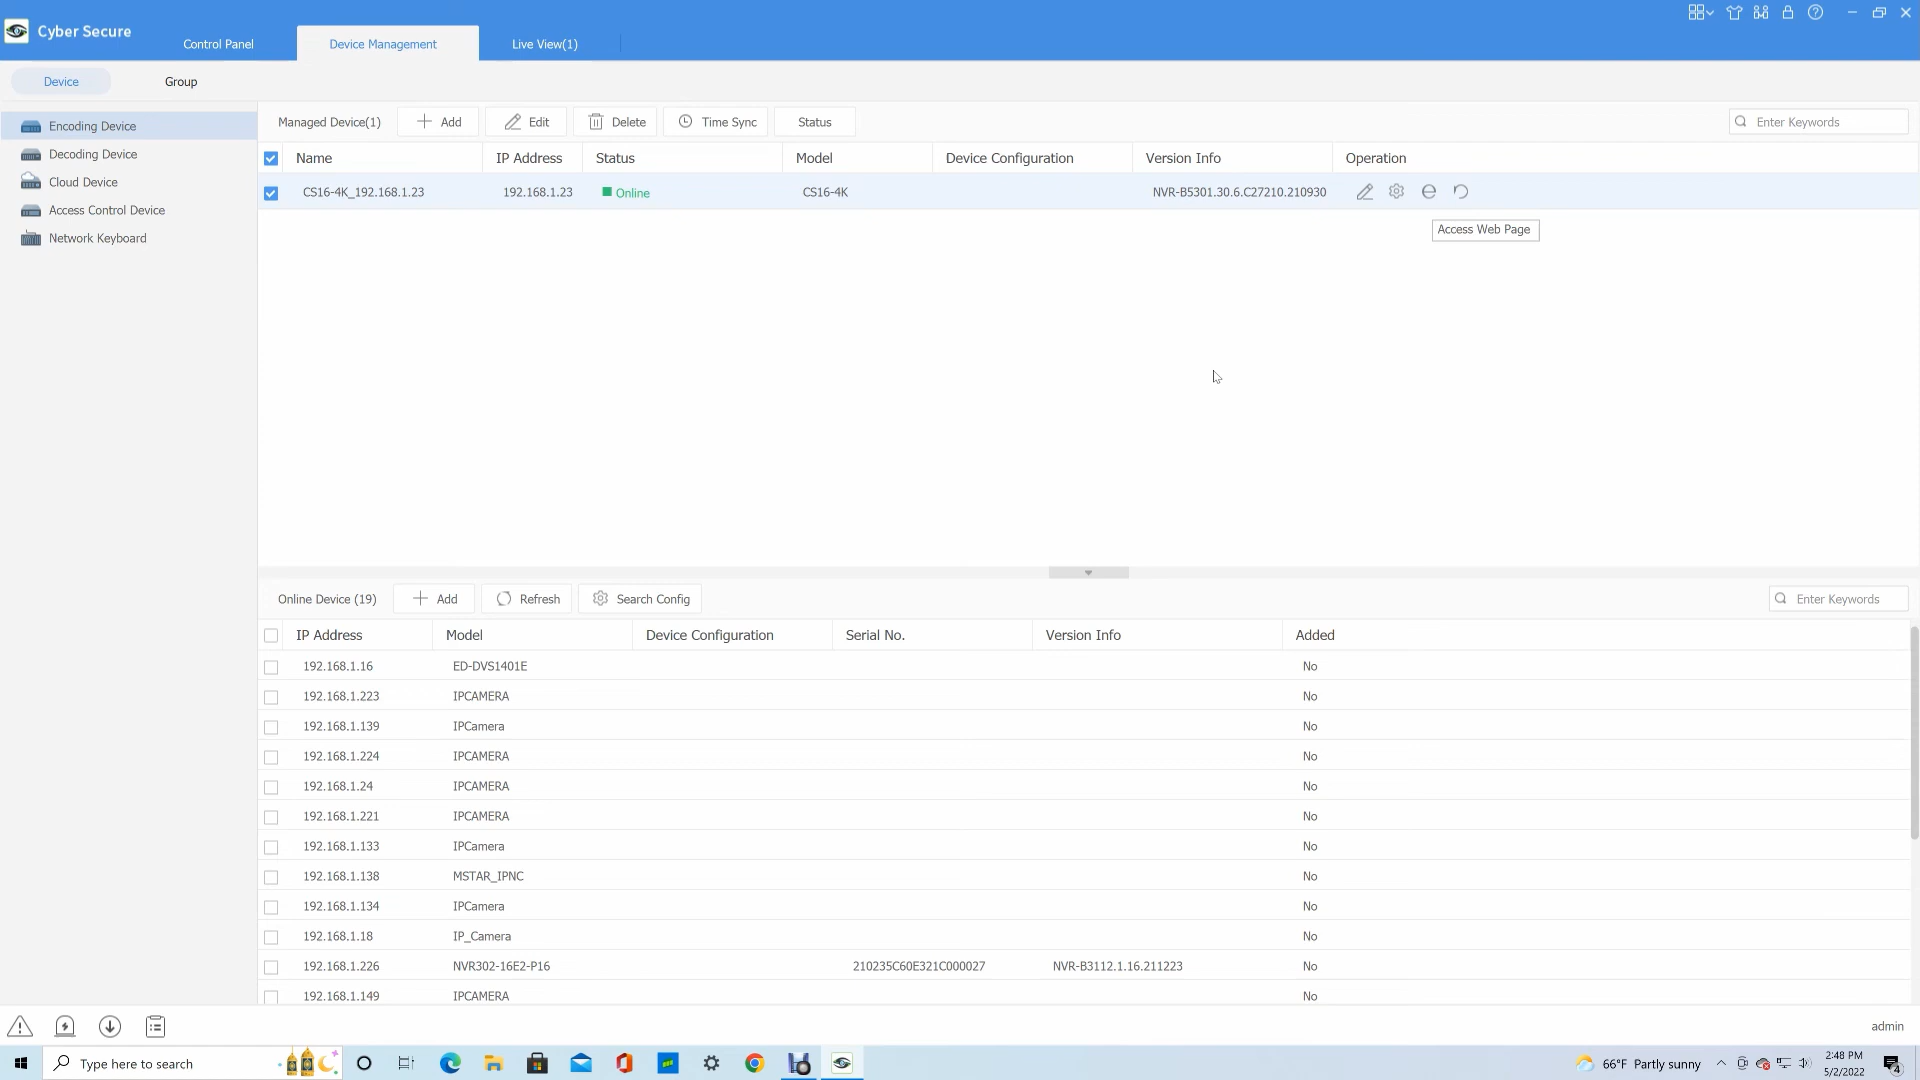 Cyber Secure
Control Panel
Device Management
Live View(1)
Device
Group
Encoding Device
Decoding Device
Cloud Device
Access Control Device
Network Keyboard
Managed Device(1) Add Edit Delete Time Sync Status Enter Keywords
Name IP Address Status Model Device Configuration Version Info Operation
CS16-4K_192.168.1.23 192.168.1.23 Online CS16-4K NVR-B5301.30.6.C27210.210930
Access Web Page
Online Device (19) Add Refresh Search Config Enter Keywords
IP Address Model Device Configuration Serial No. Version Info Added
192.168.1.16 ED-DVS1401E No
192.168.1.223 IPCAMERA No
192.168.1.139 IPCamera No
192.168.1.224 IPCAMERA No
192.168.1.24 IPCAMERA No
192.168.1.221 IPCAMERA No
192.168.1.133 IPCamera No
192.168.1.138 MSTAR_IPNC No
192.168.1.134 IPCamera No
192.168.1.18 IP_Camera No
192.168.1.226 NVR302-16E2-P16 210235C60E321C000027 NVR-B3112.1.16.211223 No
192.168.1.149 IPCAMERA No
admin
Type here to search
66°F Partly sunny
2:48 PM
5/2/2022
4